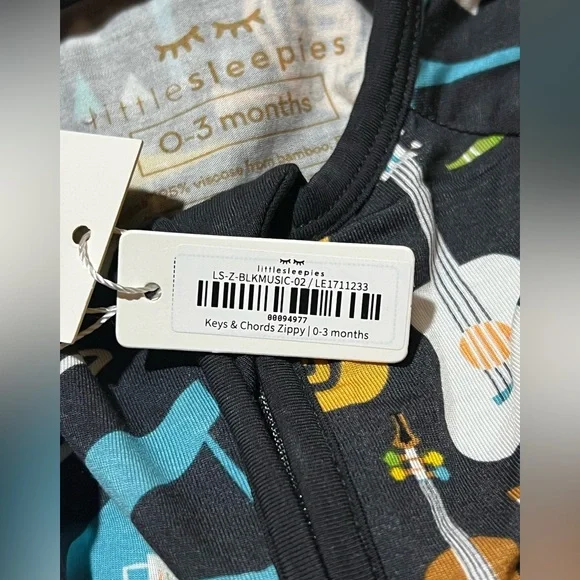 littlesleepies
0-3 months
95% viscose from bamboo,
littlesleepies
LS-Z-BLKMUSIC-02 / LE1711233
00094977
Keys & Chords Zippy | 0-3 months